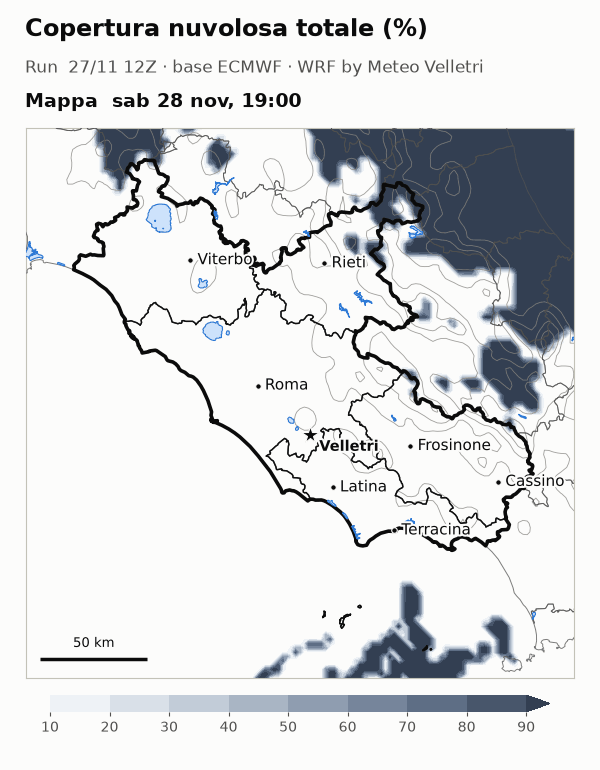 Copertura nuvolosa totale (%)
Run 27/11 12Z · base ECMWF · WRF by Meteo Velletri
Mappa sab 28 nov, 19:00
Viterbo
Rieti
Roma
Velletri
Frosinone
Latina
Cassino
Terracina
50 km
10 20 30 40 50 60 70 80 90